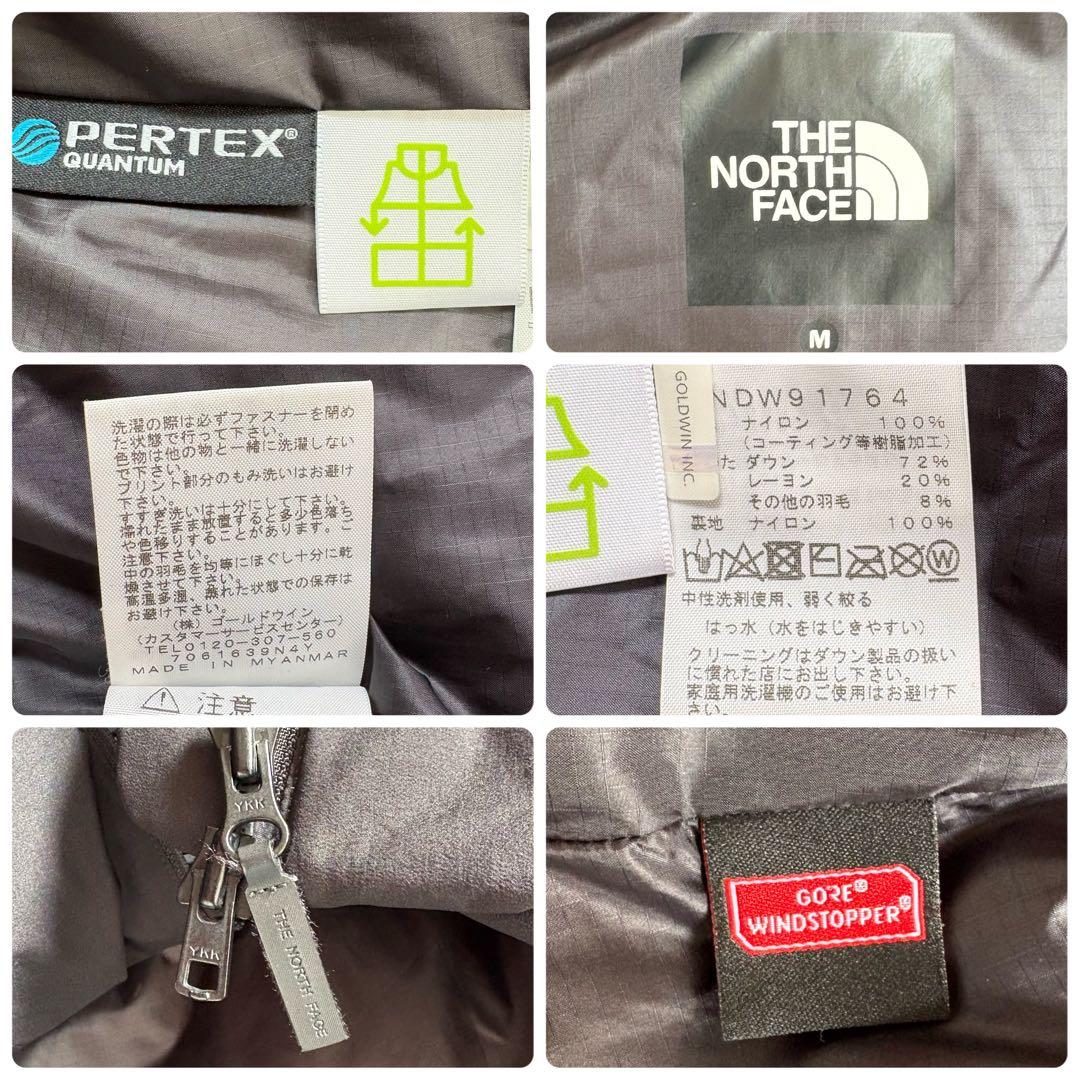 PERTEX®
QUANTUM
THE
NORTH
FACE
M
洗濯の際は必ずファスナーを閉め
た状態で行って下さい。
色物は他の物と一緒に洗濯しない
で下さい。
プリント部分のもみ洗いはお避け
下さい。
すすぎ洗いは十分にして下さい。
濡れたまま放置すると多少色落ち
や色移りすることがあります。ご
注意下さい。
中の羽毛を均等にほぐし十分に乾
燥させて下さい。
高温多湿、暴れた状態での保存は
お避け下さい。
(株) ゴールドウイン
(カスタマーサービスセンター)
TEL0120-307-560
7061639N4Y
MADE IN MYANMAR
注意
GOLDWIN INC.
NDW91764
ナイロン 100%
(コーティング等樹脂加工)
た ダウン 72%
レーヨン 20%
その他の羽毛 8%
裏地 ナイロン 100%
W
中性洗剤使用、弱く絞る
はっ水 (水をはじきやすい)
クリーニングはダウン製品の扱い
に慣れた店にお出し下さい。
家庭用洗濯機のご使用はお避け下
さい。
YKK
YKK
THE NORTH FACE
GORE®
WINDSTOPPER®